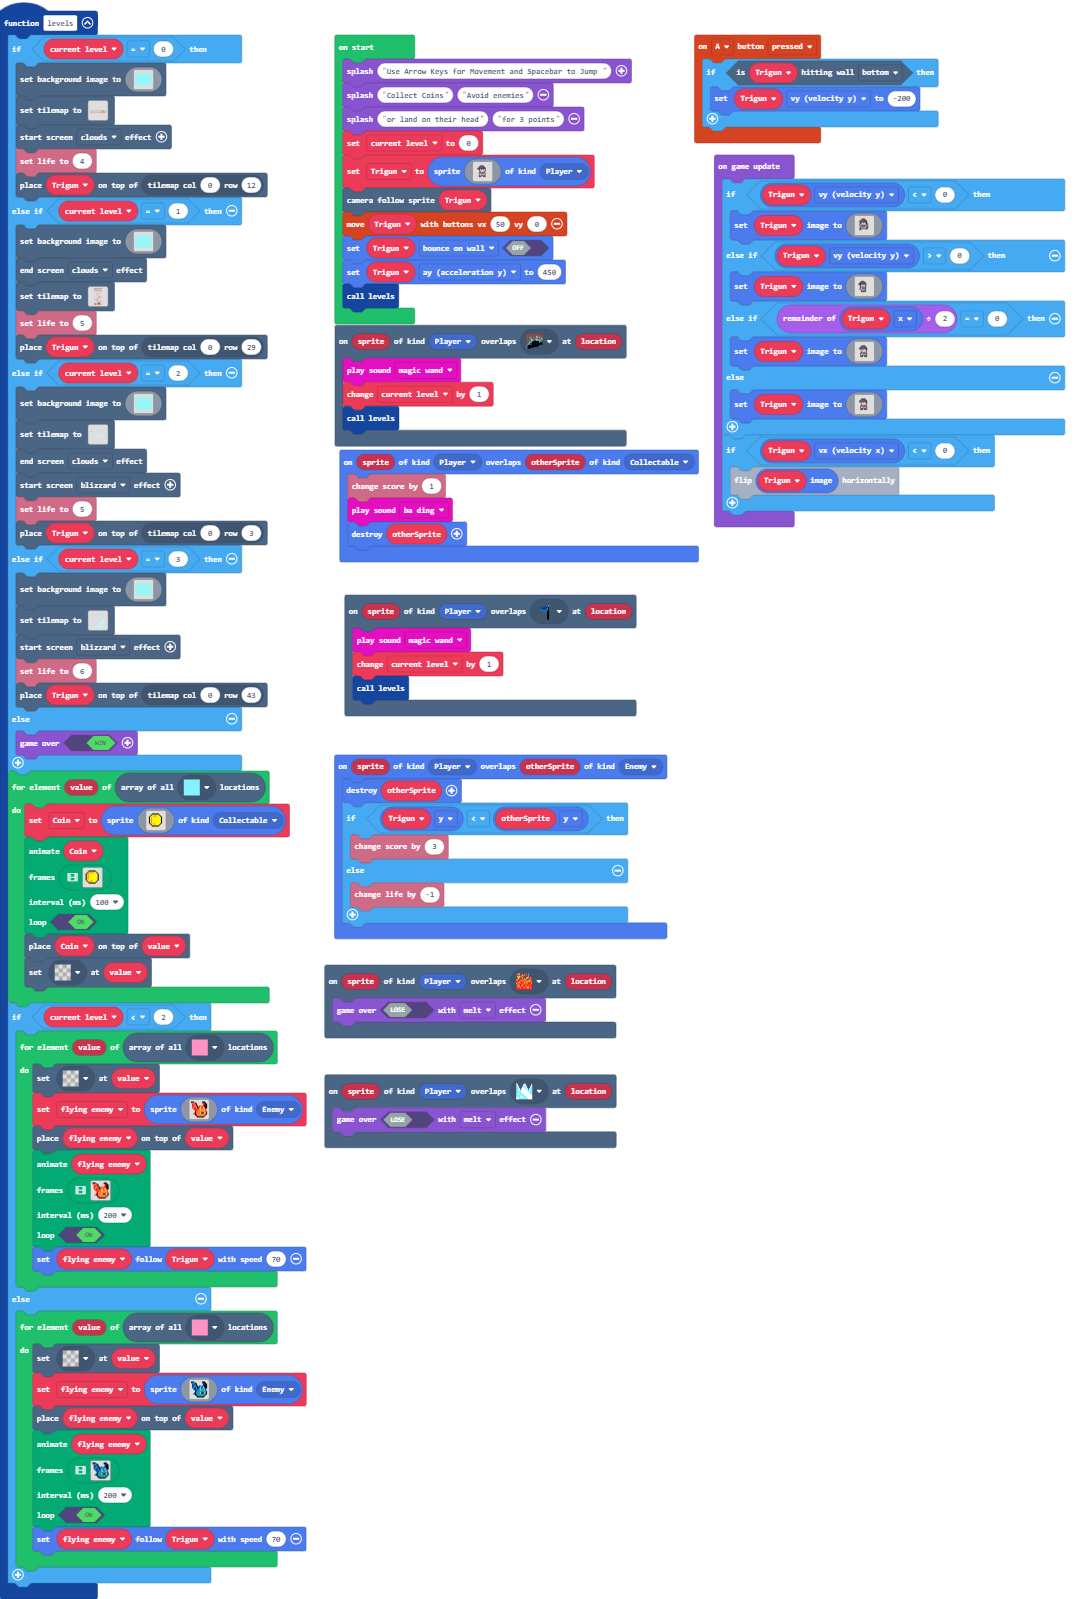 function levels
if current level = 0 then
set background image to
set tilemap to
start screen clouds effect
set life to 4
place Trigun on top of tilemap col 0 row 12
else if current level = 1 then
set background image to
end screen clouds effect
set tilemap to
set life to 5
place Trigun on top of tilemap col 0 row 29
else if current level = 2 then
set background image to
set tilemap to
end screen clouds effect
start screen blizzard effect
set life to 5
place Trigun on top of tilemap col 0 row 3
else if current level = 3 then
set background image to
set tilemap to
start screen blizzard effect
set life to 6
place Trigun on top of tilemap col 0 row 43
else
game over WIN
for element value of array of all locations
do
set Coin to sprite of kind Collectable
animate Coin
frames
interval (ms) 100
loop ON
place Coin on top of value
set at value
if current level < 2 then
for element value of array of all locations
do
set at value
set flying enemy to sprite of kind Enemy
place flying enemy on top of value
animate flying enemy
frames
interval (ms) 200
loop ON
set flying enemy follow Trigun with speed 70
else
for element value of array of all locations
do
set at value
set flying enemy to sprite of kind Enemy
place flying enemy on top of value
animate flying enemy
frames
interval (ms) 200
loop ON
set flying enemy follow Trigun with speed 70
on start
splash "Use Arrow Keys for Movement and Spacebar to Jump "
splash "Collect Coins" "Avoid enemies"
splash "or land on their head" "for 3 points"
set current level to 0
set Trigun to sprite of kind Player
camera follow sprite Trigun
move Trigun with buttons vx 50 vy 0
set Trigun bounce on wall OFF
set Trigun ay (acceleration y) to 450
call levels
on sprite of kind Player overlaps at location
play sound magic wand
change current level by 1
call levels
on sprite of kind Player overlaps otherSprite of kind Collectable
change score by 1
play sound ba ding
destroy otherSprite
on sprite of kind Player overlaps at location
play sound magic wand
change current level by 1
call levels
on sprite of kind Player overlaps otherSprite of kind Enemy
destroy otherSprite
if Trigun y < otherSprite y then
change score by 3
else
change life by -1
on sprite of kind Player overlaps at location
game over LOSE with melt effect
on sprite of kind Player overlaps at location
game over LOSE with melt effect
on A button pressed
if is Trigun hitting wall bottom then
set Trigun vy (velocity y) to -200
on game update
if Trigun vy (velocity y) < 0 then
set Trigun image to
else if Trigun vy (velocity y) > 0 then
set Trigun image to
else if remainder of Trigun x ÷ 2 = 0 then
set Trigun image to
else
set Trigun image to
if Trigun vx (velocity x) < 0 then
flip Trigun image horizontally